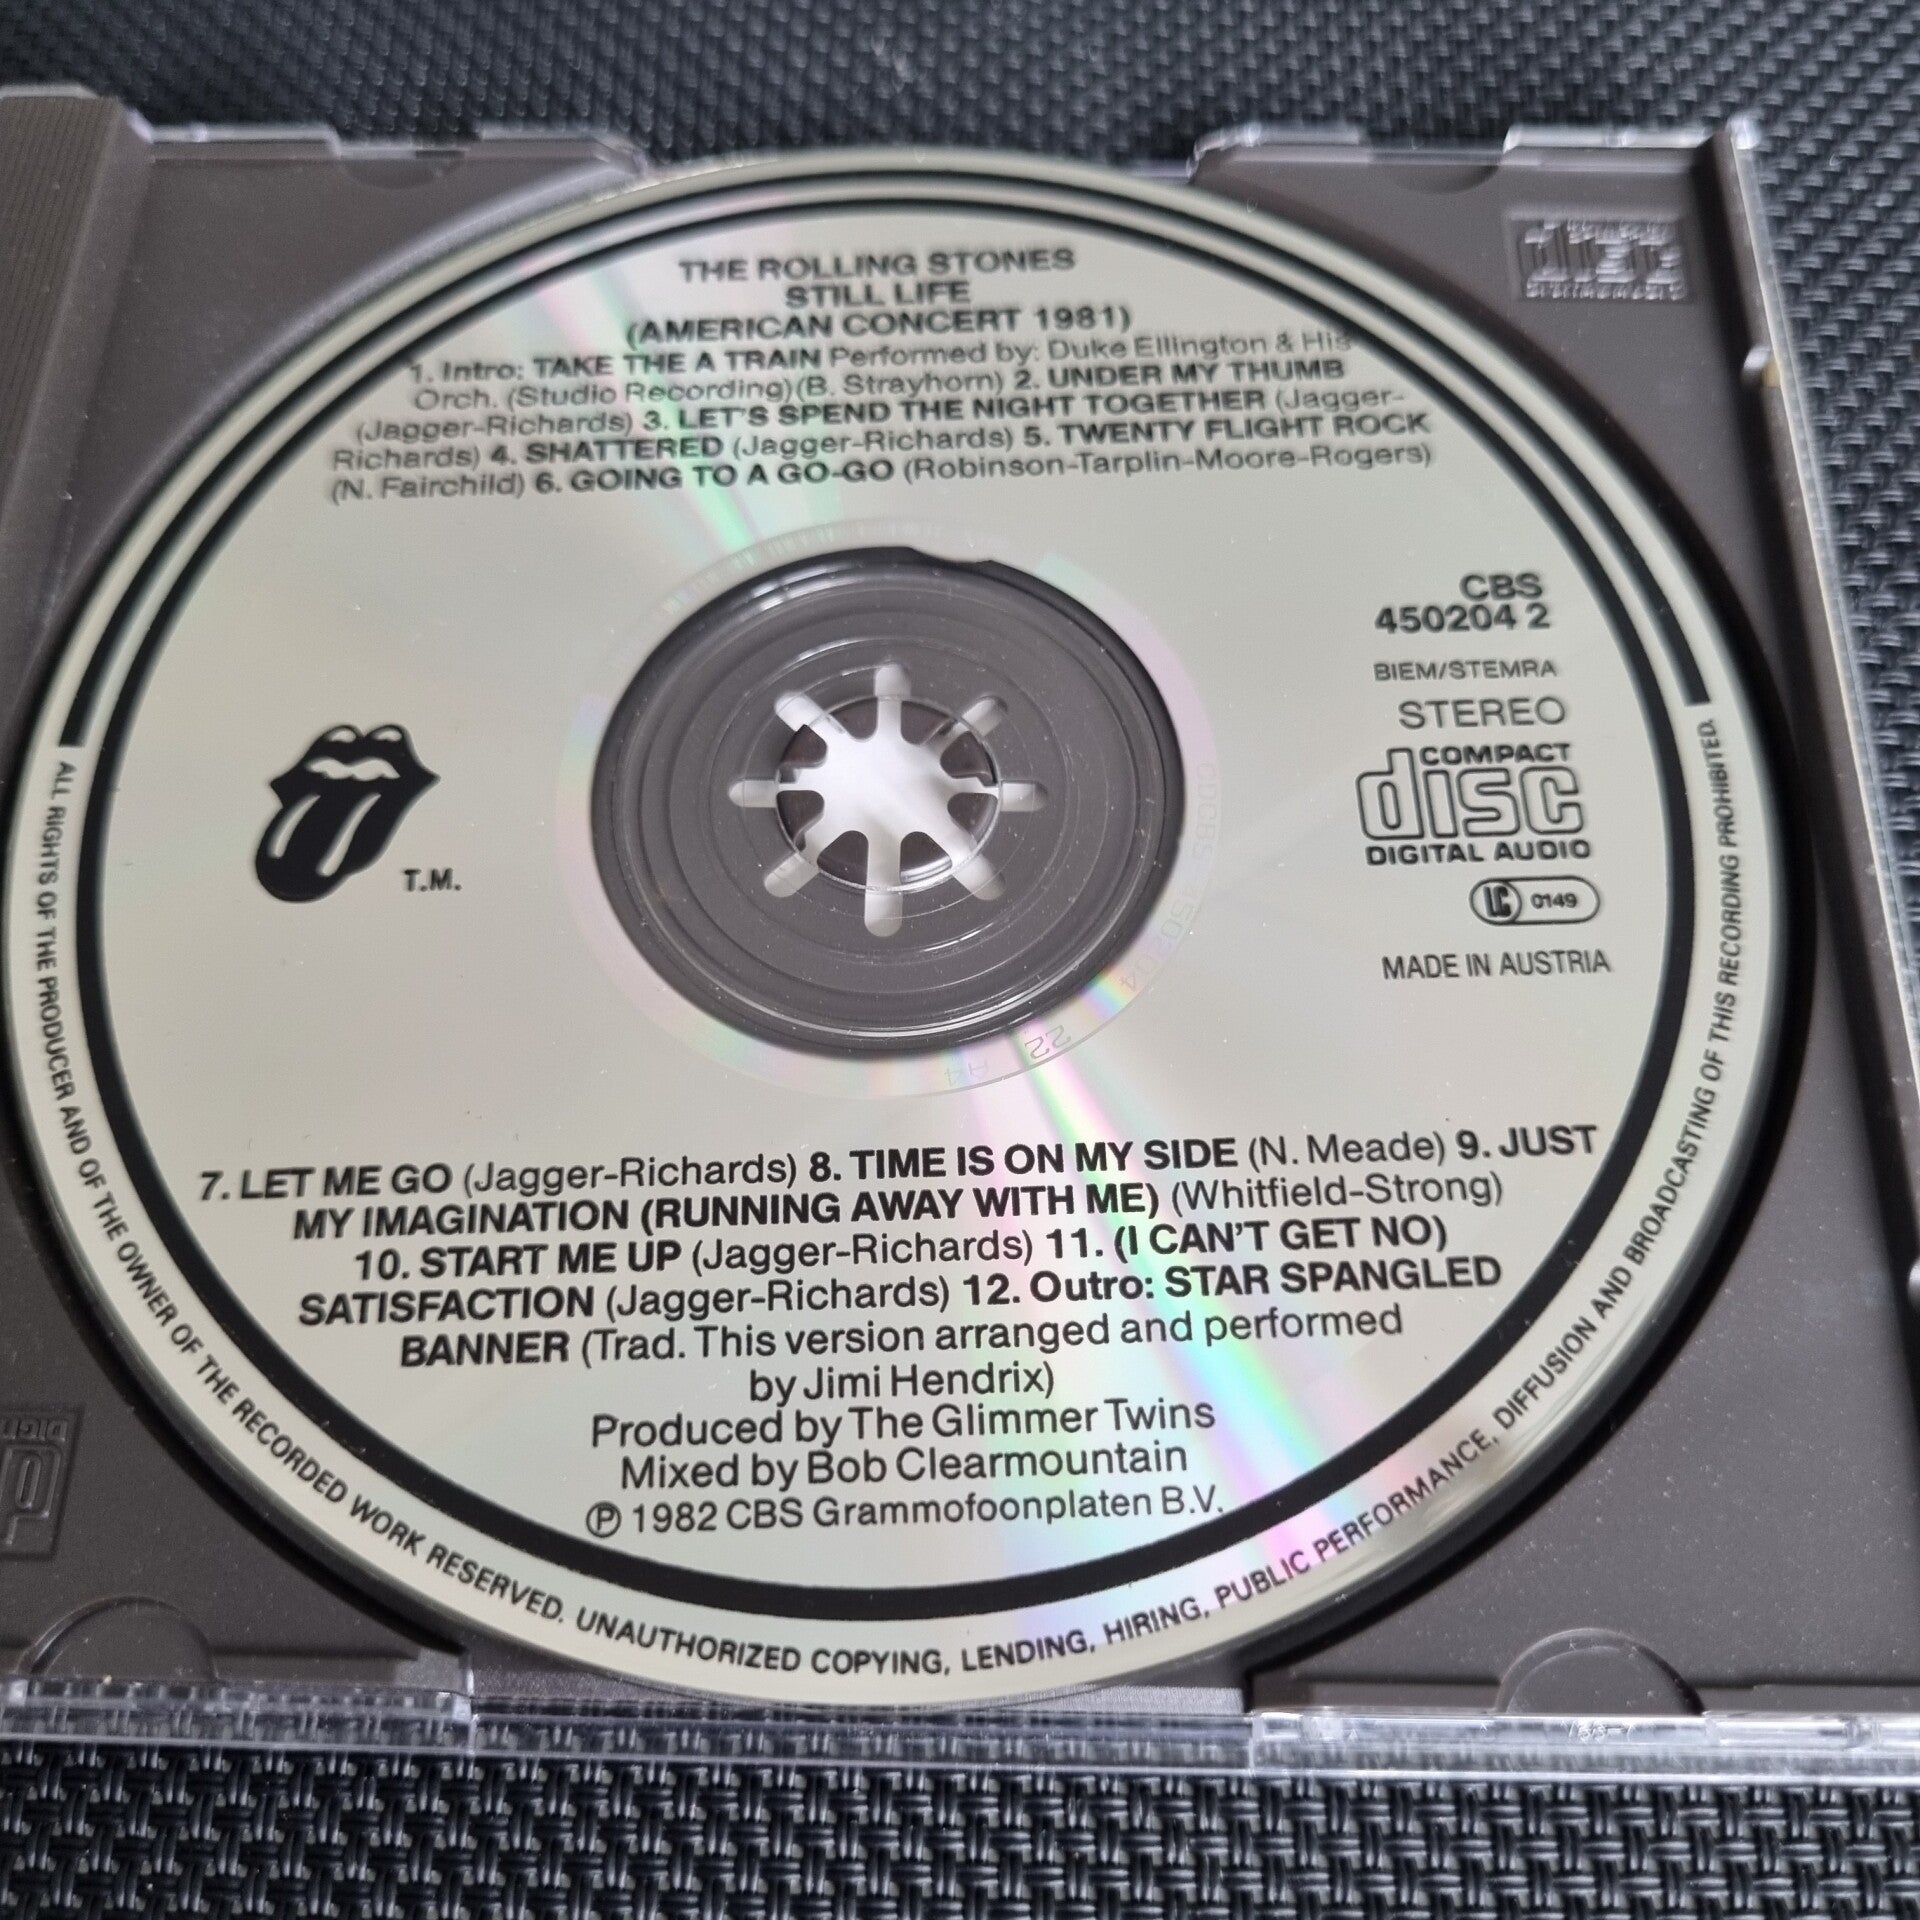 THE ROLLING STONES
STILL LIFE
(AMERICAN CONCERT 1981)
1. Intro: TAKE THE A TRAIN Performed by: Duke Ellington & His
Orch. (Studio Recording)(B. Strayhorn) 2. UNDER MY THUMB
(Jagger-Richards) 3. LET'S SPEND THE NIGHT TOGETHER (Jagger-
Richards) 4. SHATTERED (Jagger-Richards) 5. TWENTY FLIGHT ROCK
(N. Fairchild) 6. GOING TO A GO-GO (Robinson-Tarplin-Moore-Rogers)
CBS
450204 2
BIEM/STEMRA
STEREO
COMPACT
disc
DIGITAL AUDIO
LC 0149
MADE IN AUSTRIA
T.M.
22 A4
7. LET ME GO (Jagger-Richards) 8. TIME IS ON MY SIDE (N. Meade) 9. JUST
MY IMAGINATION (RUNNING AWAY WITH ME) (Whitfield-Strong)
10. START ME UP (Jagger-Richards) 11. (I CAN'T GET NO)
SATISFACTION (Jagger-Richards) 12. Outro: STAR SPANGLED
BANNER (Trad. This version arranged and performed
by Jimi Hendrix)
Produced by The Glimmer Twins
Mixed by Bob Clearmountain
℗ 1982 CBS Grammofoonplaten B.V.
ALL RIGHTS OF THE PRODUCER AND OF THE OWNER OF THE RECORDED WORK RESERVED. UNAUTHORIZED COPYING, LENDING, HIRING, PUBLIC PERFORMANCE, DIFFUSION AND BROADCASTING OF THIS RECORDING PROHIBITED.